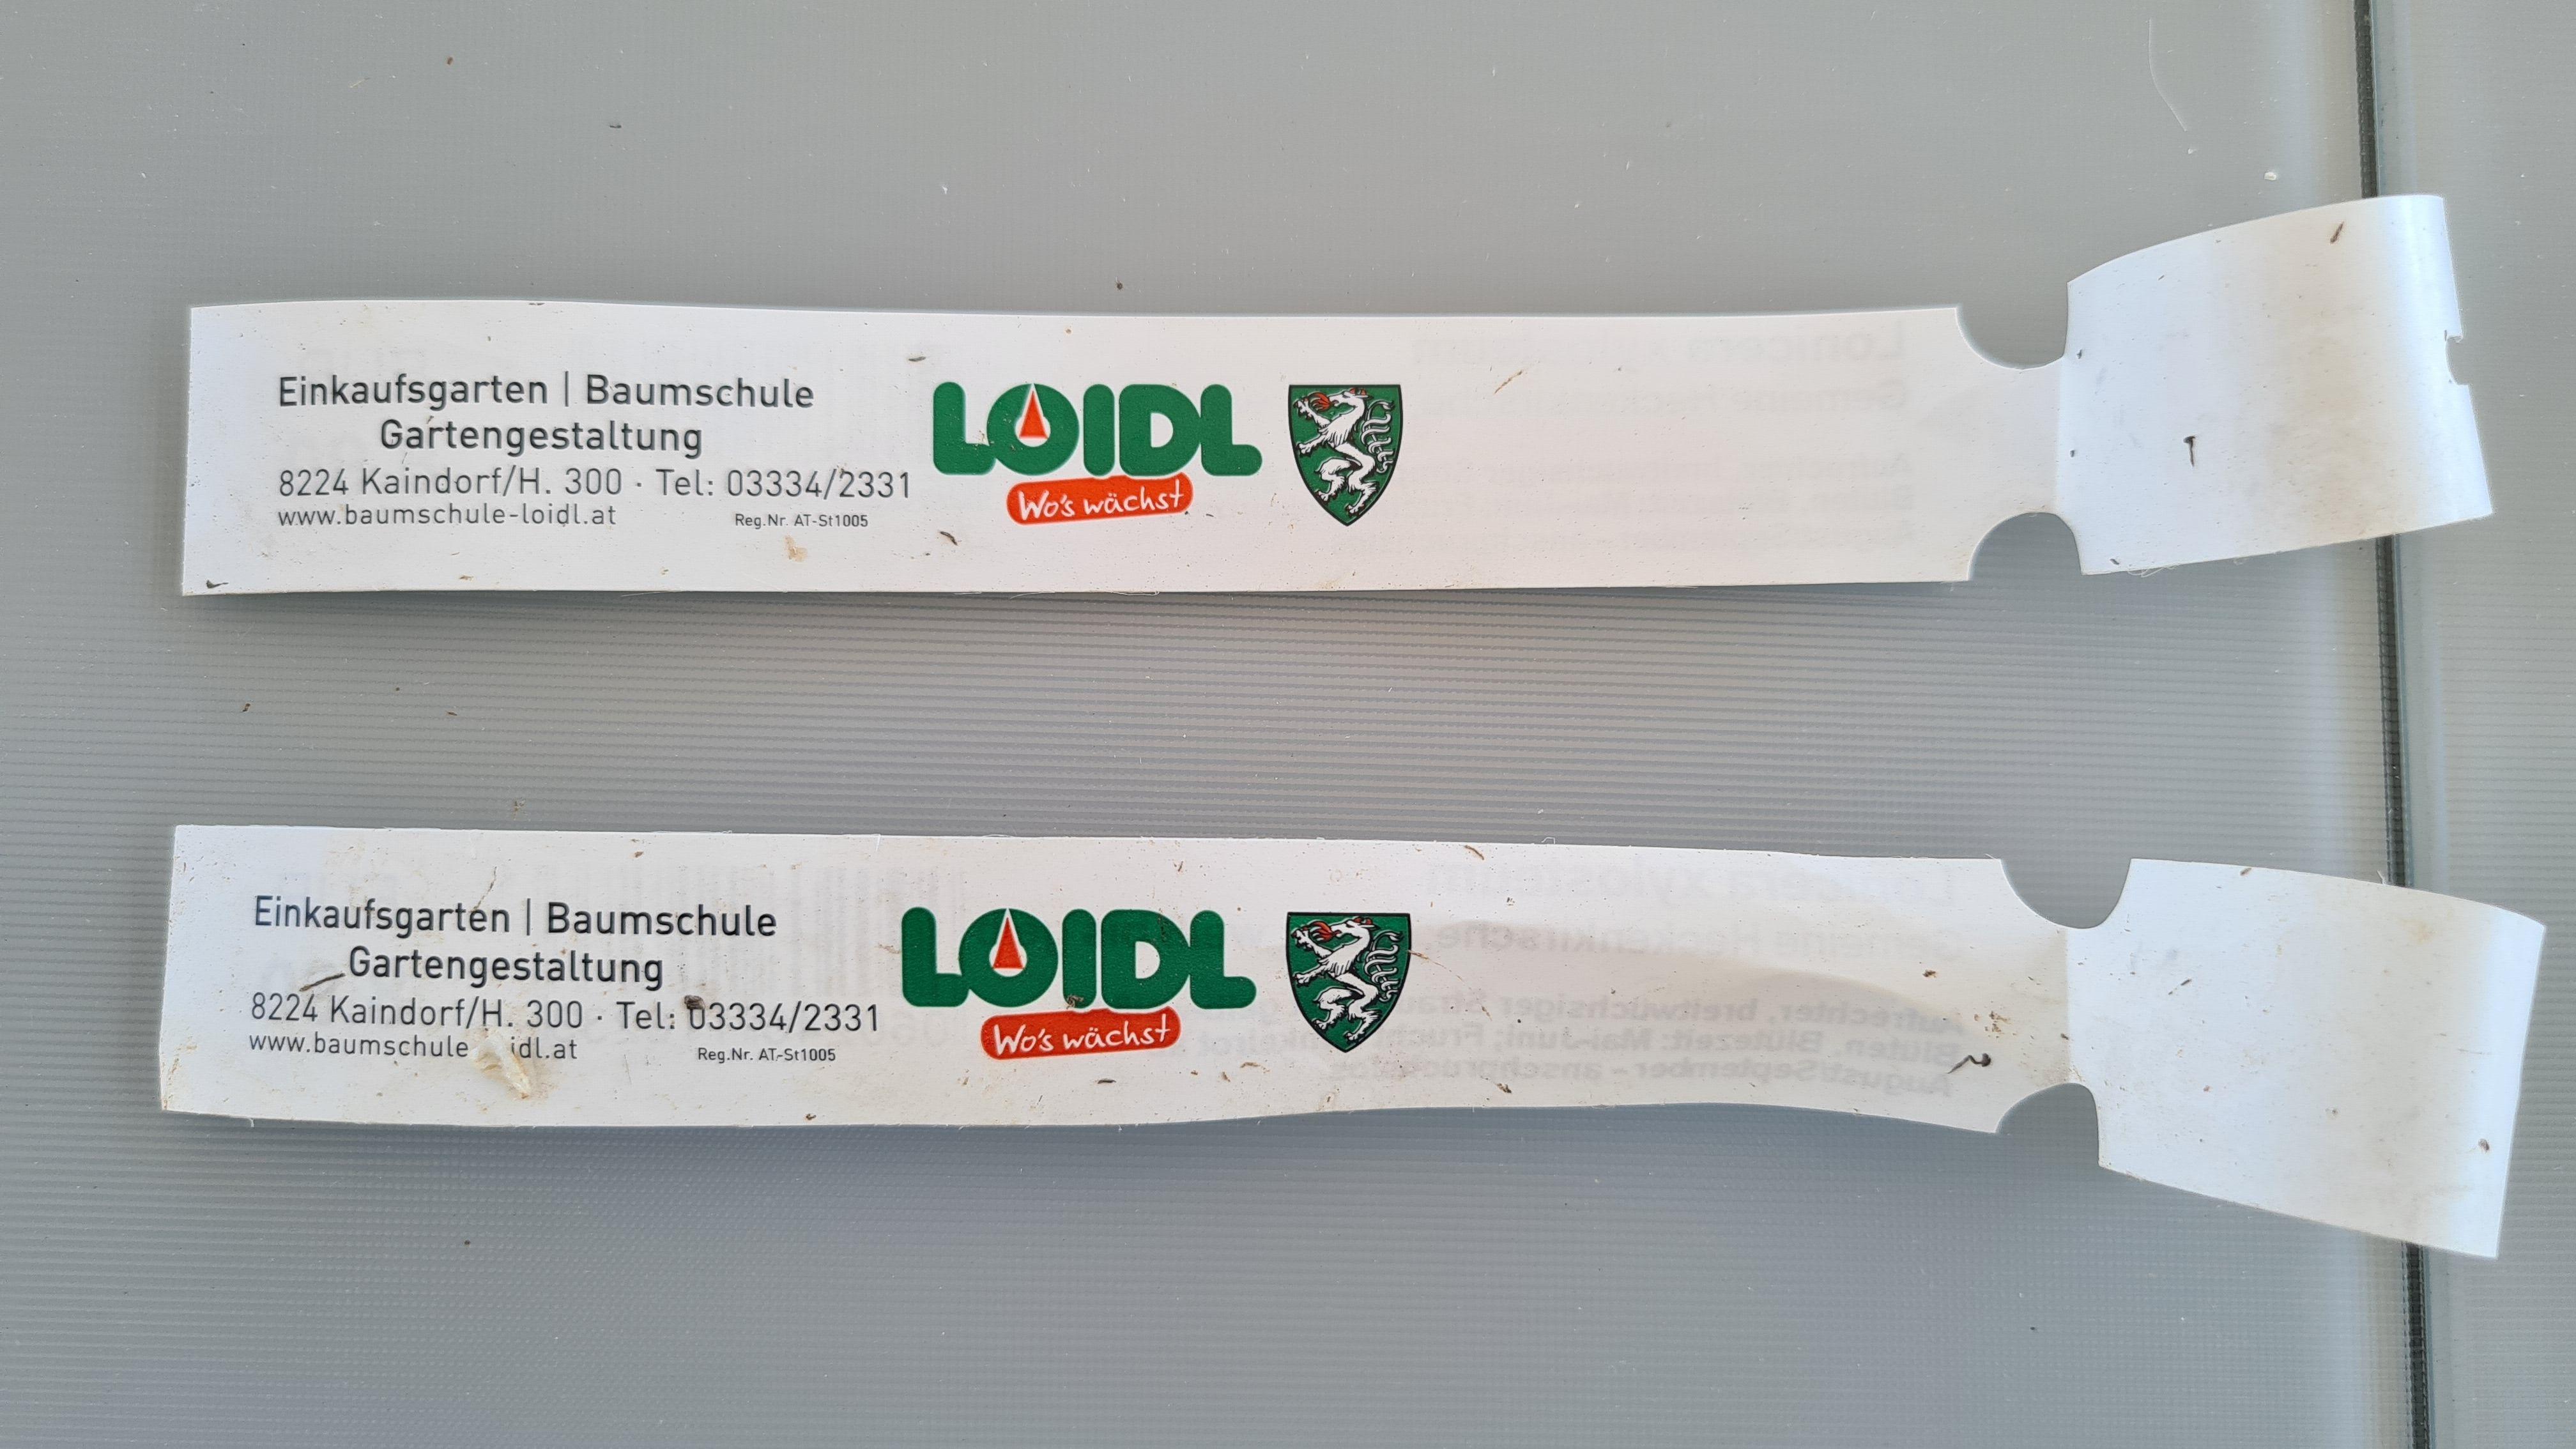 Einkaufsgarten | Baumschule
Gartengestaltung
8224 Kaindorf/H. 300 · Tel: 03334/2331
www.baumschule-loidl.at
Reg.Nr. AT-St1005
LOIDL
Wo's wächst
Einkaufsgarten | Baumschule
Gartengestaltung
8224 Kaindorf/H. 300 · Tel: 03334/2331
www.baumschule idl.at
Reg.Nr. AT-St1005
LOIDL
Wo's wächst